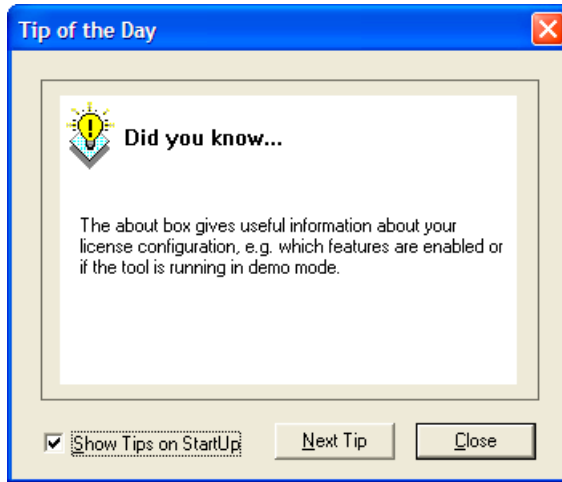 Tip of the Day
Did you know...
The about box gives useful information about your
license configuration, e.g. which features are enabled or
if the tool is running in demo mode.
Show Tips on StartUp
Next Tip
Close